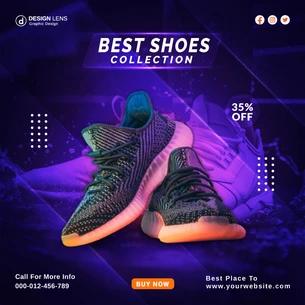 DESIGN LENS
Graphic Design
BEST SHOES
COLLECTION
35%
OFF
Call For More Info
000-012-456-789
BUY NOW
Best Place To
www.yourwebsite.com